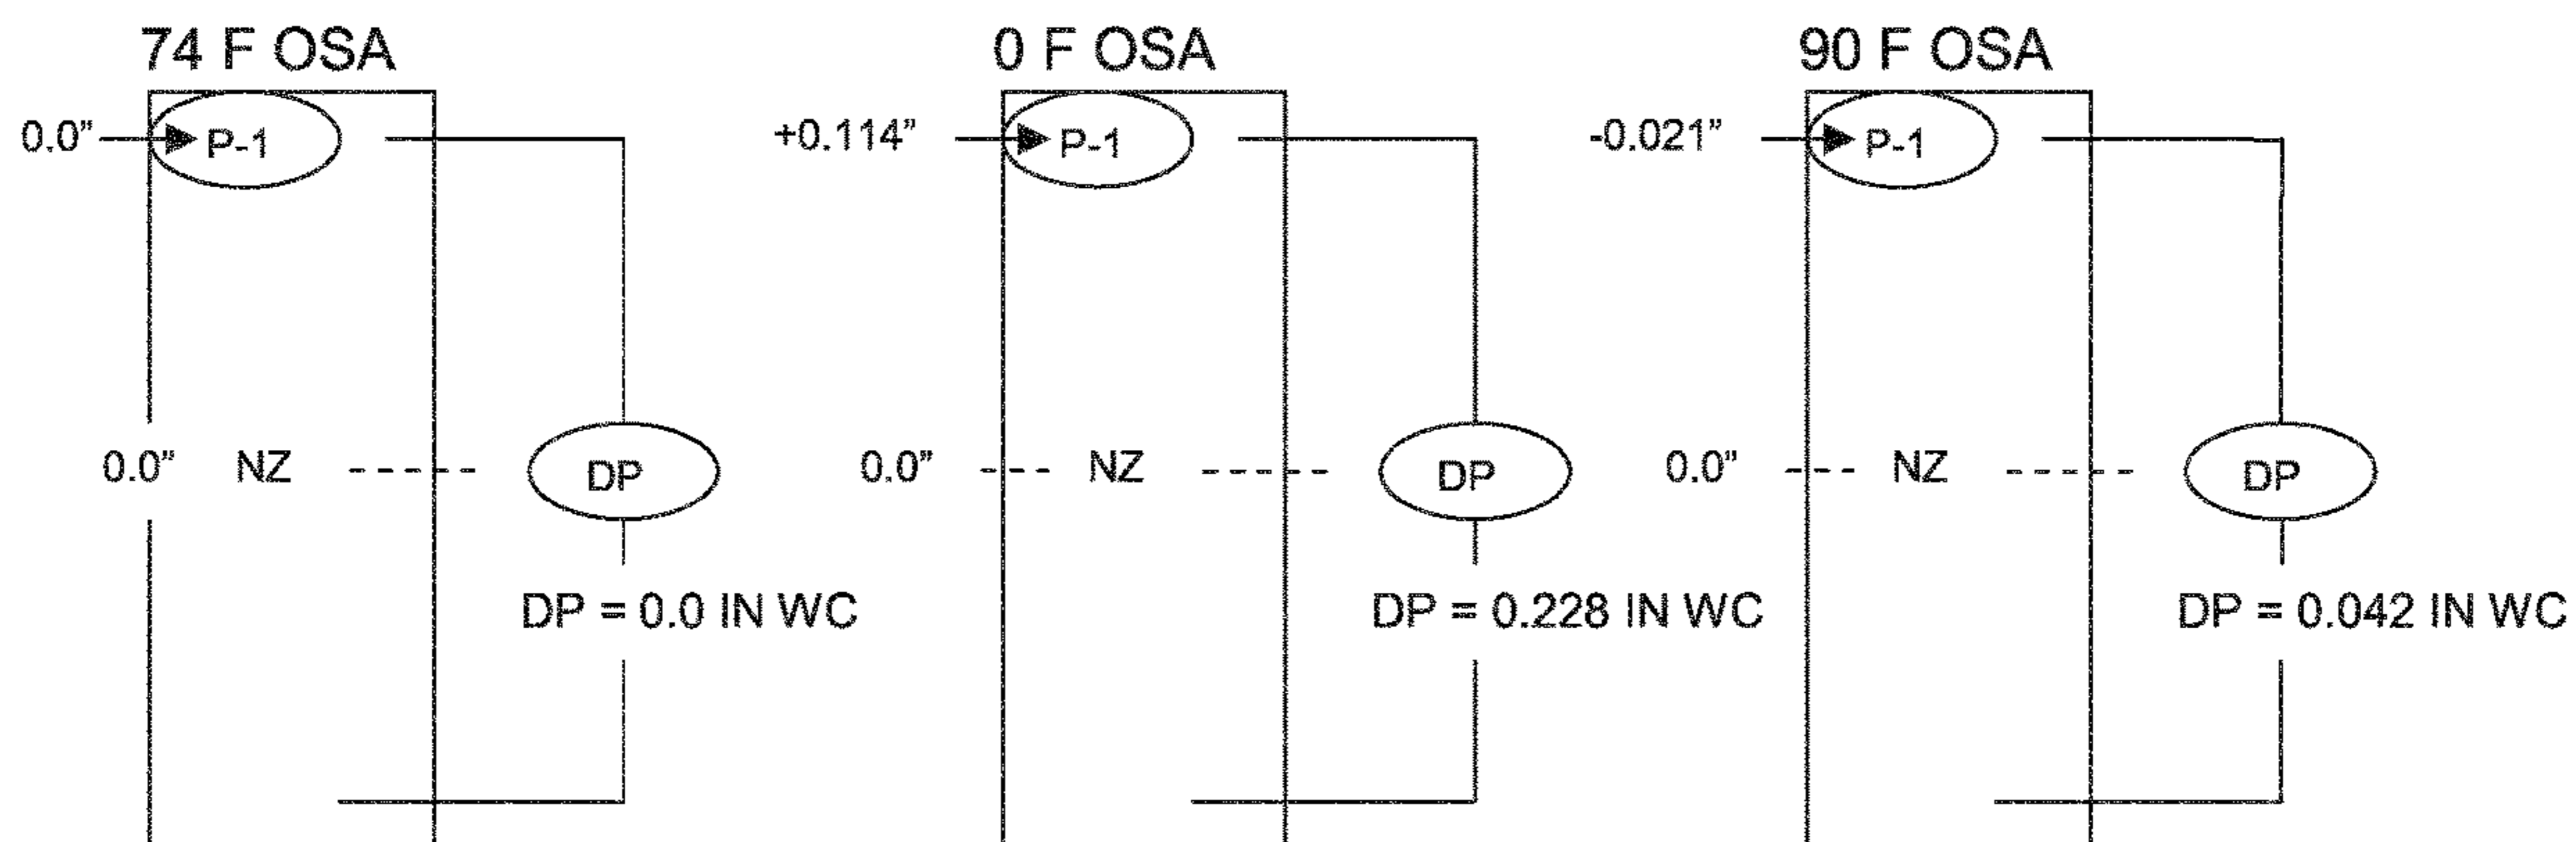 74 F OSA
0 F OSA
90 F OSA
0.0”
P-1
+0.114”
P-1
-0.021”
P-1
0.0”
NZ
DP
0.0”
NZ
DP
0.0”
NZ
DP
DP = 0.0 IN WC
DP = 0.228 IN WC
DP = 0.042 IN WC